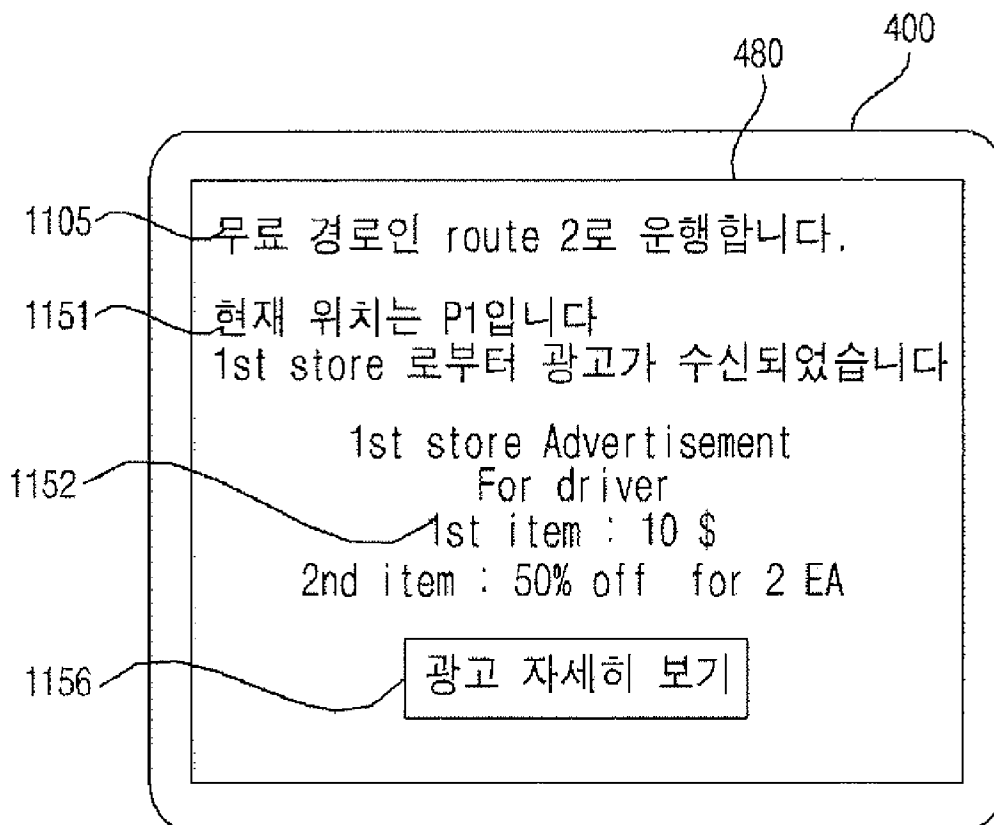 400
480
1105
무료 경로인 route 2로 운행합니다.
1151
현재 위치는 P1입니다
1st store 로부터 광고가 수신되었습니다
1st store Advertisement
For driver
1152
1st item : 10 $
2nd item : 50% off for 2 EA
1156
광고 자세히 보기